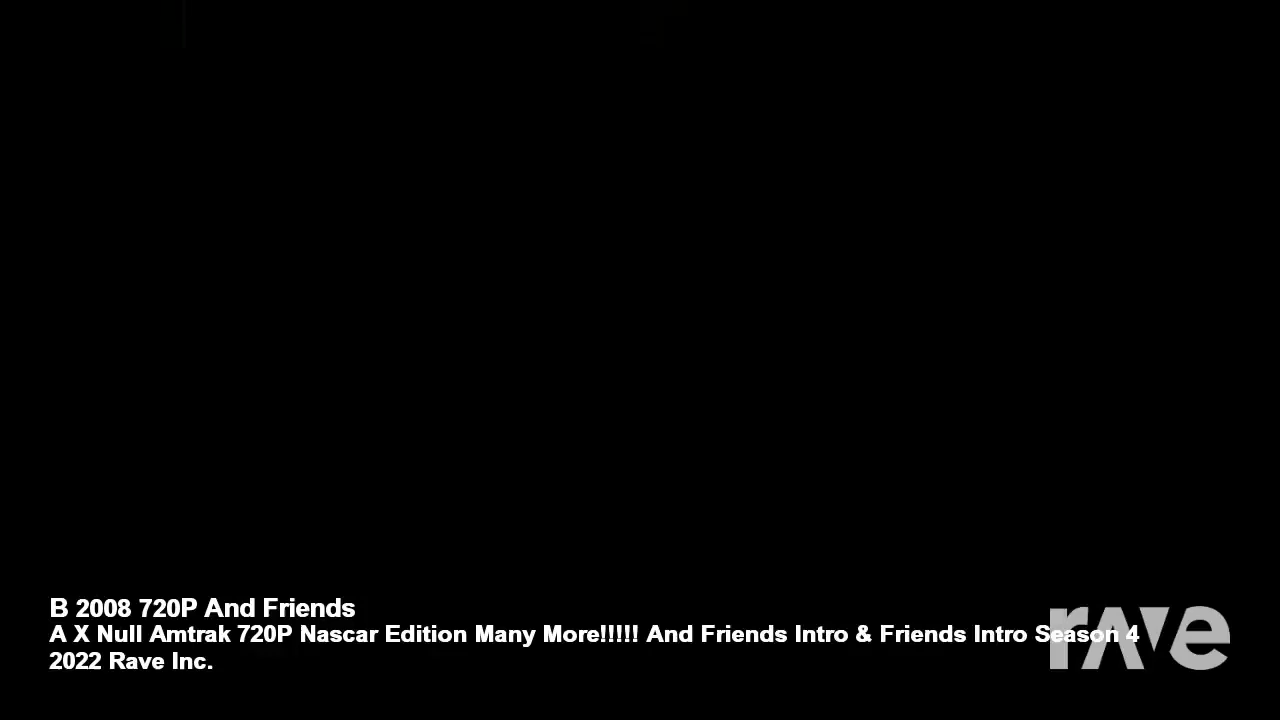 B 2008 720P And Friends
A X Null Amtrak 720P Nascar Edition Many More!!!!! And Friends Intro & Friends Intro Season 4
2022 Rave Inc.
rave